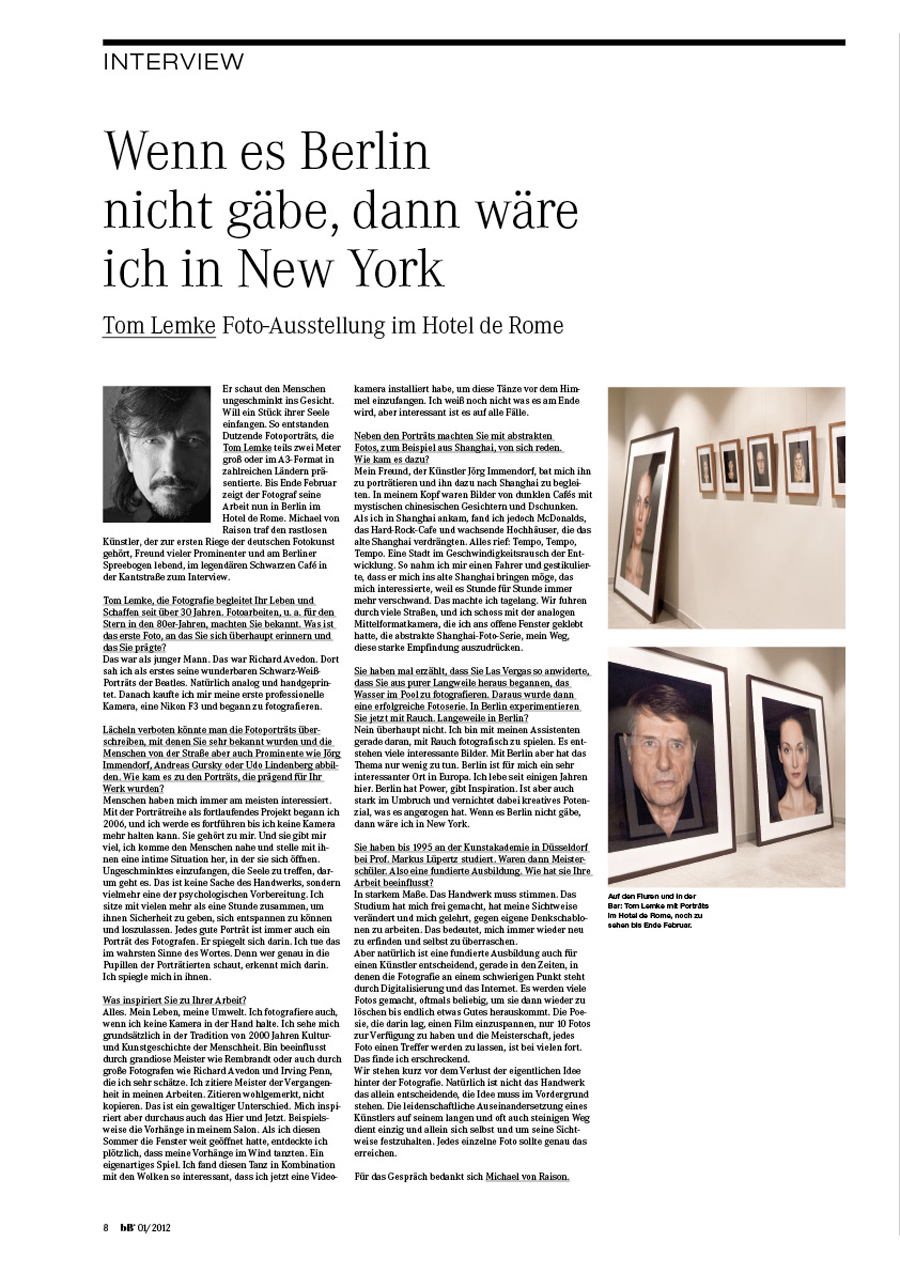 INTERVIEW
Wenn es Berlin
nicht gäbe, dann wäre
ich in New York
Tom Lemke Foto-Ausstellung im Hotel de Rome
Er schaut den Menschen
ungeschminkt ins Gesicht.
Will ein Stück ihrer Seele
einfangen. So entstanden
Dutzende Fotoporträts, die
Tom Lemke teils zwei Meter
groß oder im A3-Format in
zahlreichen Ländern prä-
sentierte. Bis Ende Februar
zeigt der Fotograf seine
Arbeit nun in Berlin im
Hotel de Rome. Michael von
Raison traf den rastlosen
Künstler, der zur ersten Riege der deutschen Fotokunst
gehört, Freund vieler Prominenter und am Berliner
Spreebogen lebend, im legendären Schwarzen Café in
der Kantstraße zum Interview.
Tom Lemke, die Fotografie begleitet Ihr Leben und
Schaffen seit über 30 Jahren. Fotoarbeiten, u. a. für den
Stern in den 80er-Jahren, machten Sie bekannt. Was ist
das erste Foto, an das Sie sich überhaupt erinnern und
das Sie prägte?
Das war als junger Mann. Das war Richard Avedon. Dort
sah ich als erstes seine wunderbaren Schwarz-Weiß-
Porträts der Beatles. Natürlich analog und handgeprin-
tet. Danach kaufte ich mir meine erste professionelle
Kamera, eine Nikon F3 und begann zu fotografieren.
Lächeln verboten könnte man die Fotoporträts über-
schreiben, mit denen Sie sehr bekannt wurden und die
Menschen von der Straße aber auch Prominente wie Jörg
Immendorf, Andreas Gursky oder Udo Lindenberg abbil-
den. Wie kam es zu den Porträts, die prägend für Ihr
Werk wurden?
Menschen haben mich immer am meisten interessiert.
Mit der Porträtreihe als fortlaufendes Projekt begann ich
2006, und ich werde es fortführen bis ich keine Kamera
mehr halten kann. Sie gehört zu mir. Und sie gibt mir
viel, ich komme den Menschen nahe und stelle mit ih-
nen eine intime Situation her, in der sie sich öffnen.
Ungeschminktes einzufangen, die Seele zu treffen, dar-
um geht es. Das ist keine Sache des Handwerks, sondern
vielmehr eine der psychologischen Vorbereitung. Ich
sitze mit vielen mehr als eine Stunde zusammen, um
ihnen Sicherheit zu geben, sich entspannen zu können
und loszulassen. Jedes gute Porträt ist immer auch ein
Porträt des Fotografen. Er spiegelt sich darin. Ich tue das
im wahrsten Sinne des Wortes. Denn wer genau in die
Pupillen der Porträtierten schaut, erkennt mich darin.
Ich spiegle mich in ihnen.
Was inspiriert Sie zu Ihrer Arbeit?
Alles. Mein Leben, meine Umwelt. Ich fotografiere auch,
wenn ich keine Kamera in der Hand halte. Ich sehe mich
grundsätzlich in der Tradition von 2000 Jahren Kultur-
und Kunstgeschichte der Menschheit. Bin beeinflusst
durch grandiose Meister wie Rembrandt oder auch durch
große Fotografen wie Richard Avedon und Irving Penn,
die ich sehr schätze. Ich zitiere Meister der Vergangen-
heit in meinen Arbeiten. Zitieren wohlgemerkt, nicht
kopieren. Das ist ein gewaltiger Unterschied. Mich inspi-
riert aber durchaus auch das Hier und Jetzt. Beispiels-
weise die Vorhänge in meinem Salon. Als ich diesen
Sommer die Fenster weit geöffnet hatte, entdeckte ich
plötzlich, dass meine Vorhänge im Wind tanzten. Ein
eigenartiges Spiel. Ich fand diesen Tanz in Kombination
mit den Wolken so interessant, dass ich jetzt eine Video-
kamera installiert habe, um diese Tänze vor dem Him-
mel einzufangen. Ich weiß noch nicht was es am Ende
wird, aber interessant ist es auf alle Fälle.
Neben den Porträts machten Sie mit abstrakten
Fotos, zum Beispiel aus Shanghai, von sich reden.
Wie kam es dazu?
Mein Freund, der Künstler Jörg Immendorf, bat mich ihn
zu porträtieren und ihn dazu nach Shanghai zu beglei-
ten. In meinem Kopf waren Bilder von dunklen Cafés mit
mystischen chinesischen Gesichtern und Dschunken.
Als ich in Shanghai ankam, fand ich jedoch McDonalds,
das Hard-Rock-Cafe und wachsende Hochhäuser, die das
alte Shanghai verdrängten. Alles rief: Tempo, Tempo,
Tempo. Eine Stadt im Geschwindigkeitsrausch der Ent-
wicklung. So nahm ich mir einen Fahrer und gestikulier-
te, dass er mich ins alte Shanghai bringen möge, das
mich interessierte, weil es Stunde für Stunde immer
mehr verschwand. Das machte ich tagelang. Wir fuhren
durch viele Straßen, und ich schoss mit der analogen
Mittelformatkamera, die ich ans offene Fenster geklebt
hatte, die abstrakte Shanghai-Foto-Serie, mein Weg,
diese starke Empfindung auszudrücken.
Sie haben mal erzählt, dass Sie Las Vergas so anwiderte,
dass Sie aus purer Langweile heraus begannen, das
Wasser im Pool zu fotografieren. Daraus wurde dann
eine erfolgreiche Fotoserie. In Berlin experimentieren
Sie jetzt mit Rauch. Langeweile in Berlin?
Nein überhaupt nicht. Ich bin mit meinen Assistenten
gerade daran, mit Rauch fotografisch zu spielen. Es ent-
stehen viele interessante Bilder. Mit Berlin aber hat das
Thema nur wenig zu tun. Berlin ist für mich ein sehr
interessanter Ort in Europa. Ich lebe seit einigen Jahren
hier. Berlin hat Power, gibt Inspiration. Ist aber auch
stark im Umbruch und vernichtet dabei kreatives Poten-
zial, was es angezogen hat. Wenn es Berlin nicht gäbe,
dann wäre ich in New York.
Sie haben bis 1995 an der Kunstakademie in Düsseldorf
bei Prof. Markus Lüpertz studiert. Waren dann Meister-
schüler. Also eine fundierte Ausbildung. Wie hat sie Ihre
Arbeit beeinflusst?
In starkem Maße. Das Handwerk muss stimmen. Das
Studium hat mich frei gemacht, hat meine Sichtweise
verändert und mich gelehrt, gegen eigene Denkschablo-
nen zu arbeiten. Das bedeutet, mich immer wieder neu
zu erfinden und selbst zu überraschen.
Aber natürlich ist eine fundierte Ausbildung auch für
einen Künstler entscheidend, gerade in den Zeiten, in
denen die Fotografie an einem schwierigen Punkt steht
durch Digitalisierung und das Internet. Es werden viele
Fotos gemacht, oftmals beliebig, um sie dann wieder zu
löschen bis endlich etwas Gutes herauskommt. Die Poe-
sie, die darin lag, einen Film einzuspannen, nur 10 Fotos
zur Verfügung zu haben und die Meisterschaft, jedes
Foto einen Treffer werden zu lassen, ist bei vielen fort.
Das finde ich erschreckend.
Wir stehen kurz vor dem Verlust der eigentlichen Idee
hinter der Fotografie. Natürlich ist nicht das Handwerk
das allein entscheidende, die Idee muss im Vordergrund
stehen. Die leidenschaftliche Auseinandersetzung eines
Künstlers auf seinem langen und oft auch steinigen Weg
dient einzig und allein sich selbst und um seine Sicht-
weise festzuhalten. Jedes einzelne Foto sollte genau das
erreichen.
Für das Gespräch bedankt sich Michael von Raison.
Auf den Fluren und in der
Bar: Tom Lemke mit Porträts
im Hotel de Rome, noch zu
sehen bis Ende Februar.
8 bB 01/2012